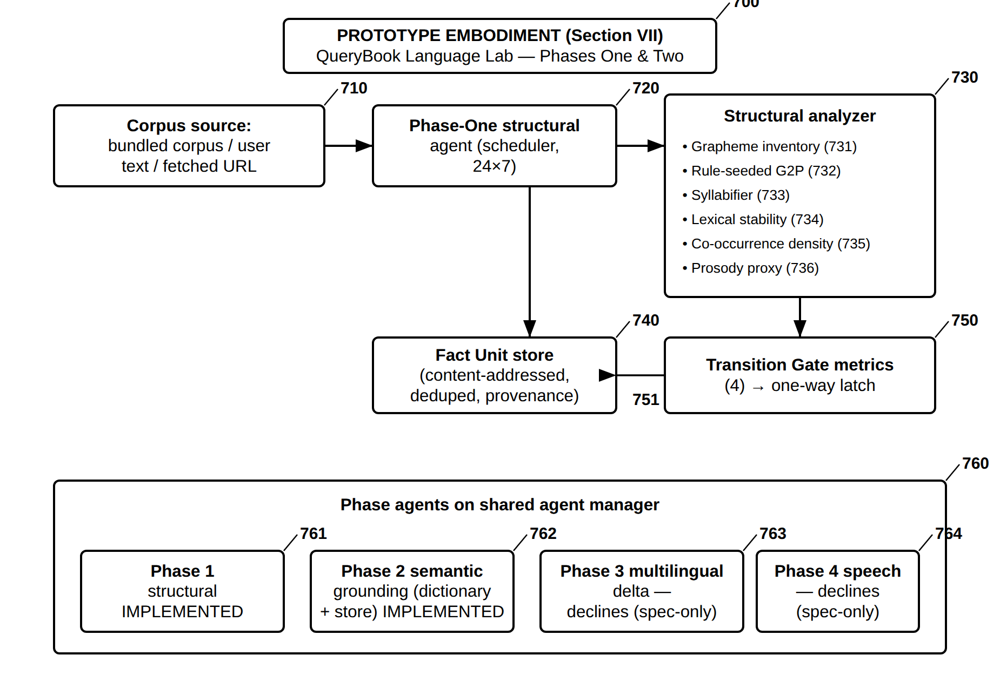 700
PROTOTYPE EMBODIMENT (Section VII)
QueryBook Language Lab — Phases One & Two
710
Corpus source:
bundled corpus / user
text / fetched URL
720
Phase-One structural
agent (scheduler,
24×7)
730
Structural analyzer
• Grapheme inventory (731)
• Rule-seeded G2P (732)
• Syllabifier (733)
• Lexical stability (734)
• Co-occurrence density (735)
• Prosody proxy (736)
740
Fact Unit store
(content-addressed,
deduped, provenance)
750
Transition Gate metrics
(4) → one-way latch
751
760
Phase agents on shared agent manager
761
Phase 1
structural
IMPLEMENTED
762
Phase 2 semantic
grounding (dictionary
+ store) IMPLEMENTED
763
Phase 3 multilingual
delta —
declines (spec-only)
764
Phase 4 speech
— declines
(spec-only)